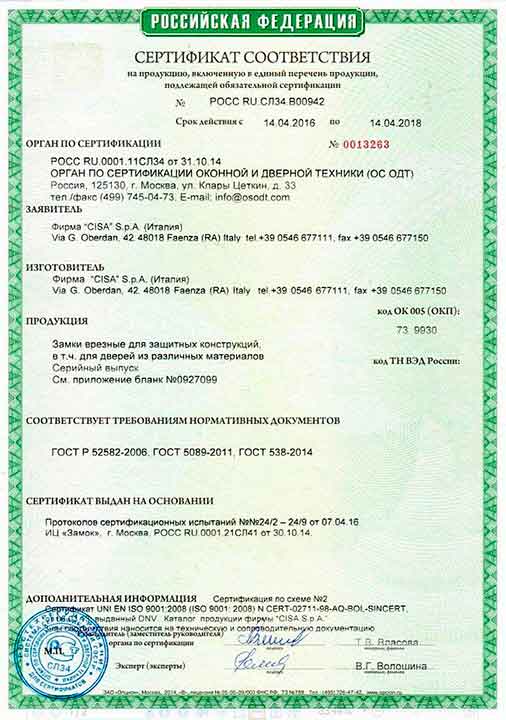 РОССИЙСКАЯ ФЕДЕРАЦИЯ
СЕРТИФИКАТ СООТВЕТСТВИЯ
на продукцию, включенную в единый перечень продукции,
подлежащей обязательной сертификации
№ РОСС RU.СЛ34.В00942
Срок действия с 14.04.2016 по 14.04.2018
ОРГАН ПО СЕРТИФИКАЦИИ № 0013263
РОСС RU.0001.11СЛ34 от 31.10.14
ОРГАН ПО СЕРТИФИКАЦИИ ОКОННОЙ И ДВЕРНОЙ ТЕХНИКИ (ОС ОДТ)
Россия, 125130, г. Москва, ул. Клары Цеткин, д. 33
тел./факс (499) 745-04-73, E-mail: info@osodt.com
ЗАЯВИТЕЛЬ
Фирма "CISA" S.p.A. (Италия)
Via G. Oberdan, 42, 48018 Faenza (RA) Italy tel +39 0546 677111, fax +39 0546 677150
ИЗГОТОВИТЕЛЬ
Фирма "CISA" S.p.A. (Италия)
Via G. Oberdan, 42, 48018 Faenza (RA) Italy tel +39 0546 677111, fax +39 0546 677150
код ОК 005 (ОКП):
ПРОДУКЦИЯ
73 9930
Замки врезные для защитных конструкций,
в т.ч. для дверей из различных материалов
код ТН ВЭД России:
Серийный выпуск
См. приложение бланк №0927099
СООТВЕТСТВУЕТ ТРЕБОВАНИЯМ НОРМАТИВНЫХ ДОКУМЕНТОВ
ГОСТ Р 52582-2006, ГОСТ 5089-2011, ГОСТ 538-2014
СЕРТИФИКАТ ВЫДАН НА ОСНОВАНИИ
Протоколов сертификационных испытаний №№24/2 – 24/9 от 07.04.16
ИЦ «Замок», г. Москва, РОСС RU.0001.21СЛ41 от 30.10.14.
ДОПОЛНИТЕЛЬНАЯ ИНФОРМАЦИЯ Сертификация по схеме №2
Сертификат UNI EN ISO 9001:2008 (ISO 9001: 2008) N CERT-02711-98-AQ-BOL-SINCERT,
выданный DNV. Каталог продукции фирмы "CISA S.p.A."
соответствия наносится на техническую и сопроводительную документацию
(заместитель руководителя)
органа по сертификации Т.В. Власова
М.П.
СЛ34
Эксперт (эксперты) В.Г. Волошина